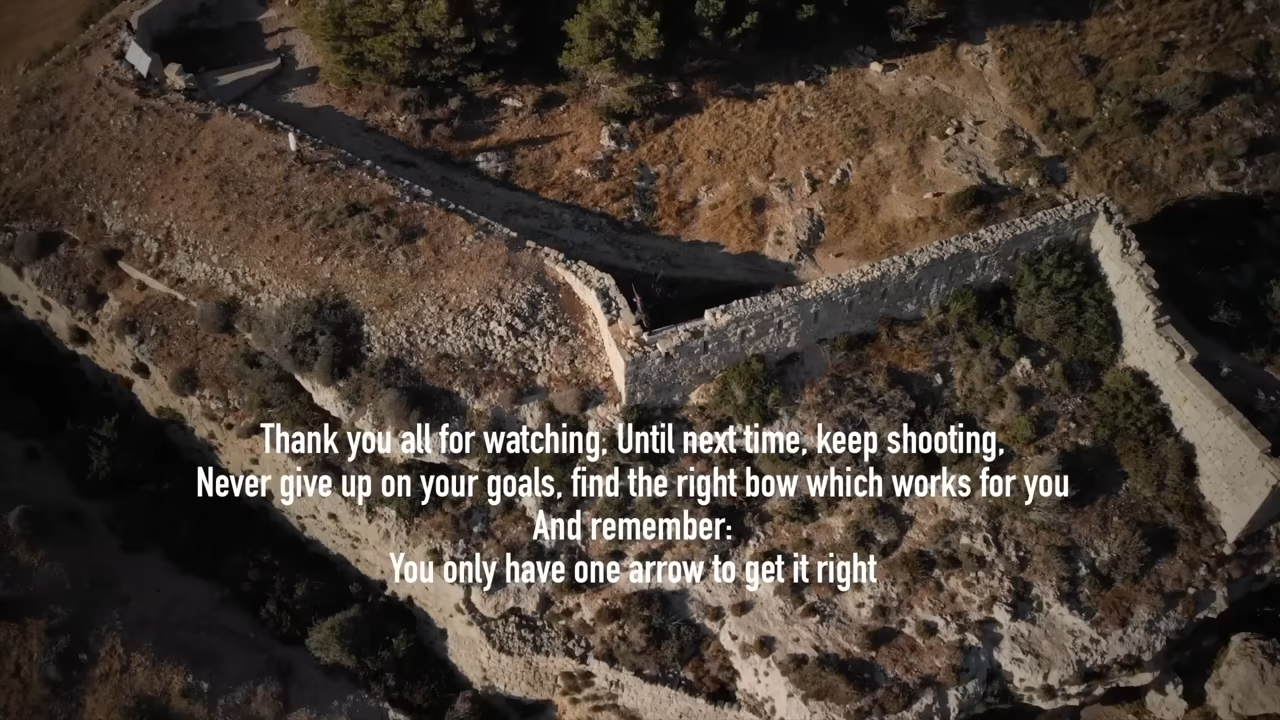 Thank you all for watching, Until next time, keep shooting,
Never give up on your goals, find the right bow which works for you
And remember:
You only have one arrow to get it right